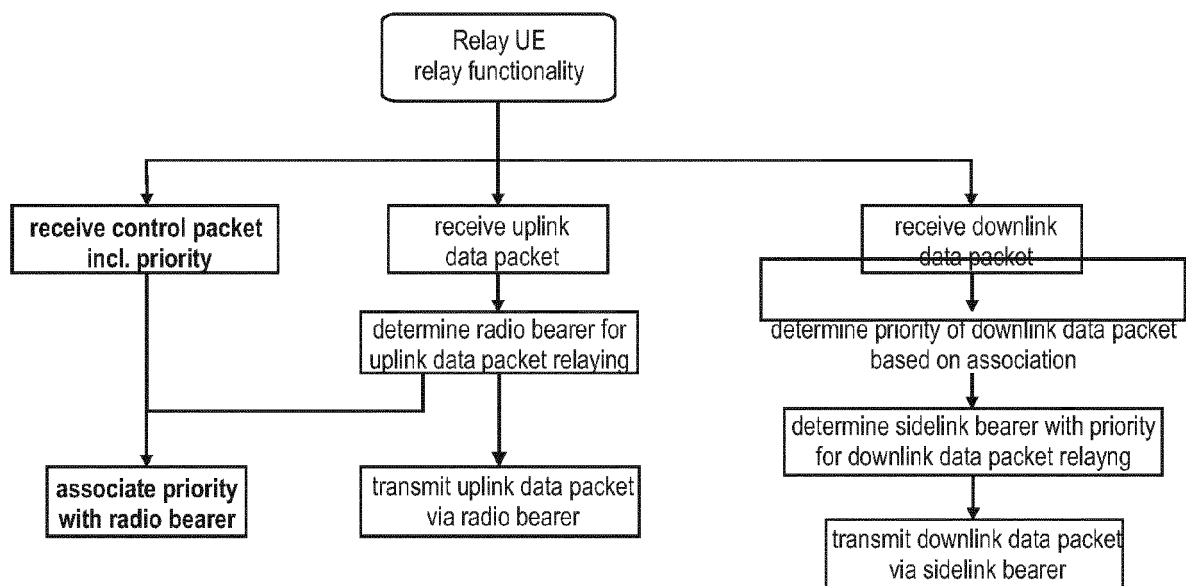 Relay UE
relay functionality
receive control packet
incl. priority
receive uplink
data packet
receive downlink
data packet
determine radio bearer for
uplink data packet relaying
determine priority of downlink data packet
based on association
determine sidelink bearer with priority
for downlink data packet relayng
associate priority
with radio bearer
transmit uplink data packet
via radio bearer
transmit downlink data packet
via sidelink bearer